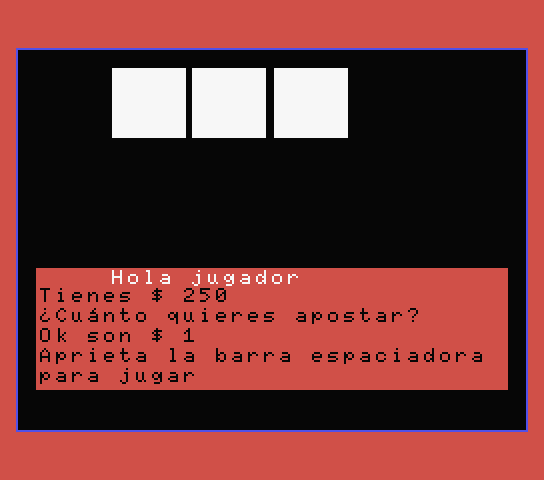 Hola jugador
Tienes $ 250
¿Cuánto quieres apostar?
Ok son $ 1
Aprieta la barra espaciadora
para jugar